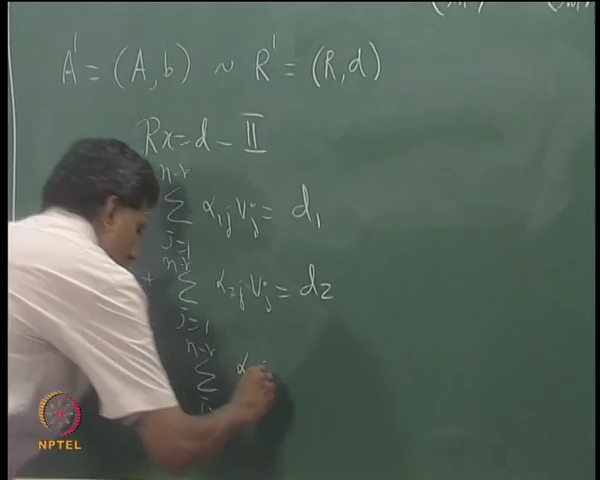 A' = (A, b) ~ R' = (R, d)
Rx = d – II
n-r
∑ α₁ⱼ vⱼ = d₁
j=1
n-r
+ ∑ α₂ⱼ vⱼ = d₂
j=1
n-r
∑ α
NPTEL